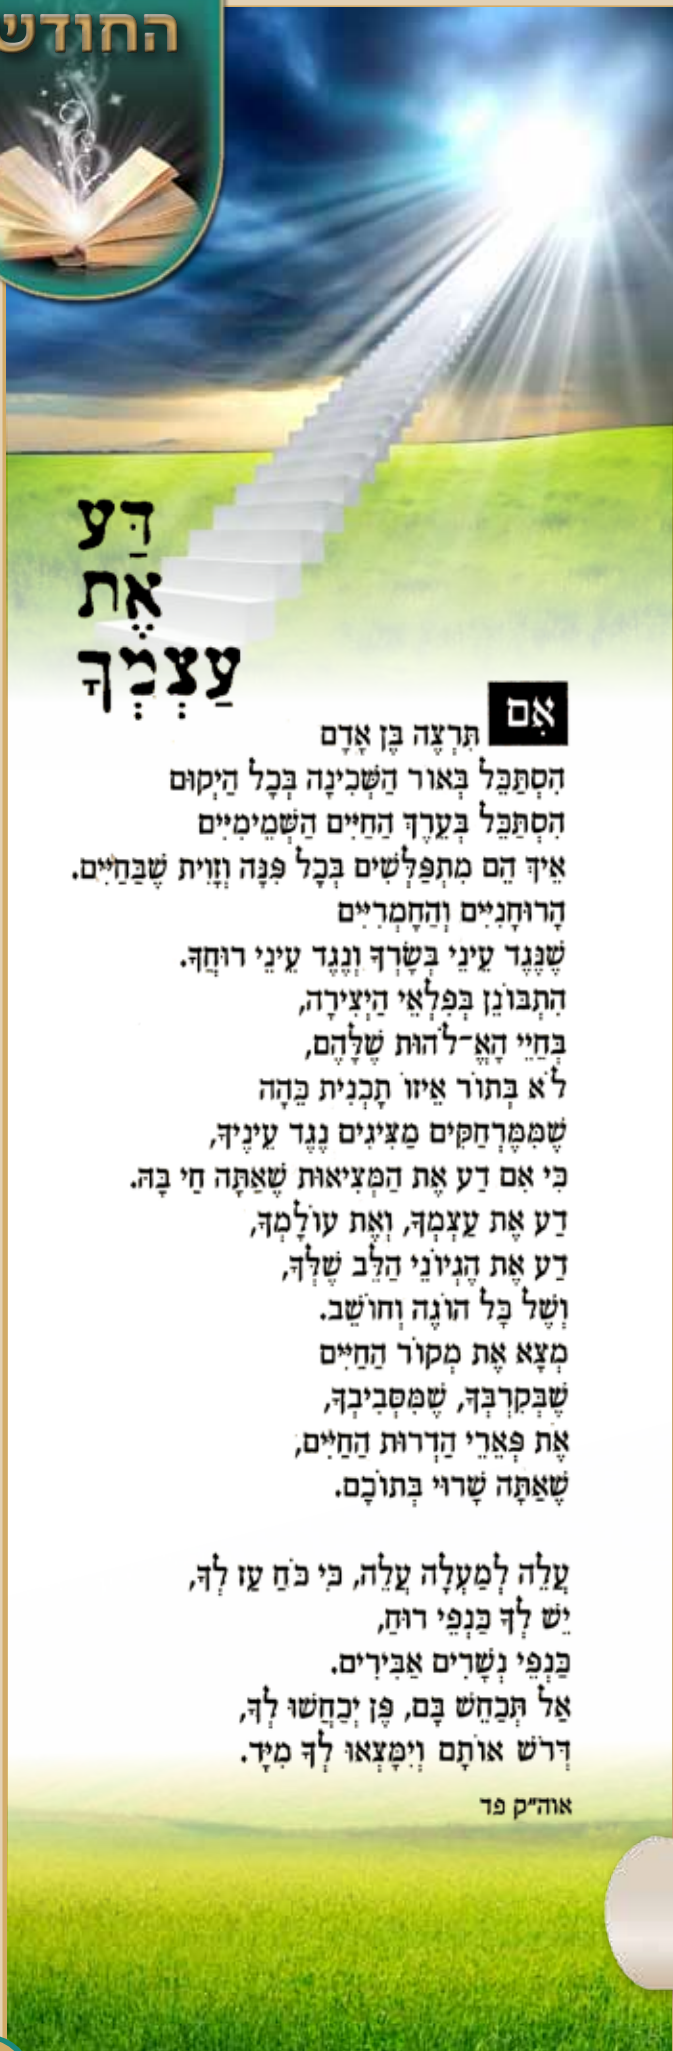 החודש
דַּע
אֶת
עַצְמְךָ
אִם תִּרְצֶה בֶּן אָדָם
הִסְתַּכֵּל בְּאוֹר הַשְּׁכִינָה בְּכָל הַיְקוּם
הִסְתַּכֵּל בְּעֵרֶךְ הַחַיִּים הַשְּׁמֵימִיִּים
אֵיךְ הֵם מִתְפַּלְּשִׁים בְּכָל פִּנָּה וְזָוִית שֶׁבַּחַיִּים.
הָרוּחָנִיִּים וְהַחָמְרִיִּים
שֶׁנֶּגֶד עֵינֵי בְּשָׂרְךָ וְנֶגֶד עֵינֵי רוּחֲךָ.
הִתְבּוֹנֵן בְּפִלְאֵי הַיְצִירָה,
בְּחַיֵּי הָאֱ־לֹהוּת שֶׁלָּהֶם,
לֹא בְּתוֹר אֵיזוֹ תָּכְנִית כֵּהָה
שֶׁמִּמֶּרְחַקִּים מַצִּיגִים נֶגֶד עֵינֶיךָ,
כִּי אִם דַע אֶת הַמְּצִיאוּת שֶׁאַתָּה חַי בָּהּ.
דַע אֶת עַצְמְךָ, וְאֶת עוֹלָמְךָ,
דַע אֶת הֶגְיוֹנֵי הַלֵּב שֶׁלְּךָ,
וְשֶׁל כָּל הוֹגֶה וְחוֹשֵׁב.
מְצָא אֶת מְקוֹר הַחַיִּים
שֶׁבְּקִרְבְּךָ, שֶׁמִּסְּבִיבְךָ,
אֶת פְּאֵרֵי הַדְרוּת הַחַיִּים,
שֶׁאַתָּה שָׁרוּי בְּתוֹכָם.
עֲלֵה לְמַעְלָה עֲלֵה, כִּי כֹּחַ עַז לְךָ,
יֵשׁ לְךָ כַּנְפֵי רוּחַ,
כַּנְפֵי נְשָׁרִים אַבִּירִים.
אַל תְּכַחֵשׁ בָּם, פֶּן יְכַחֲשׁוּ לְךָ,
דְּרֹשׁ אוֹתָם וְיִמָּצְאוּ לְךָ מִיָּד.
אוה״ק פד